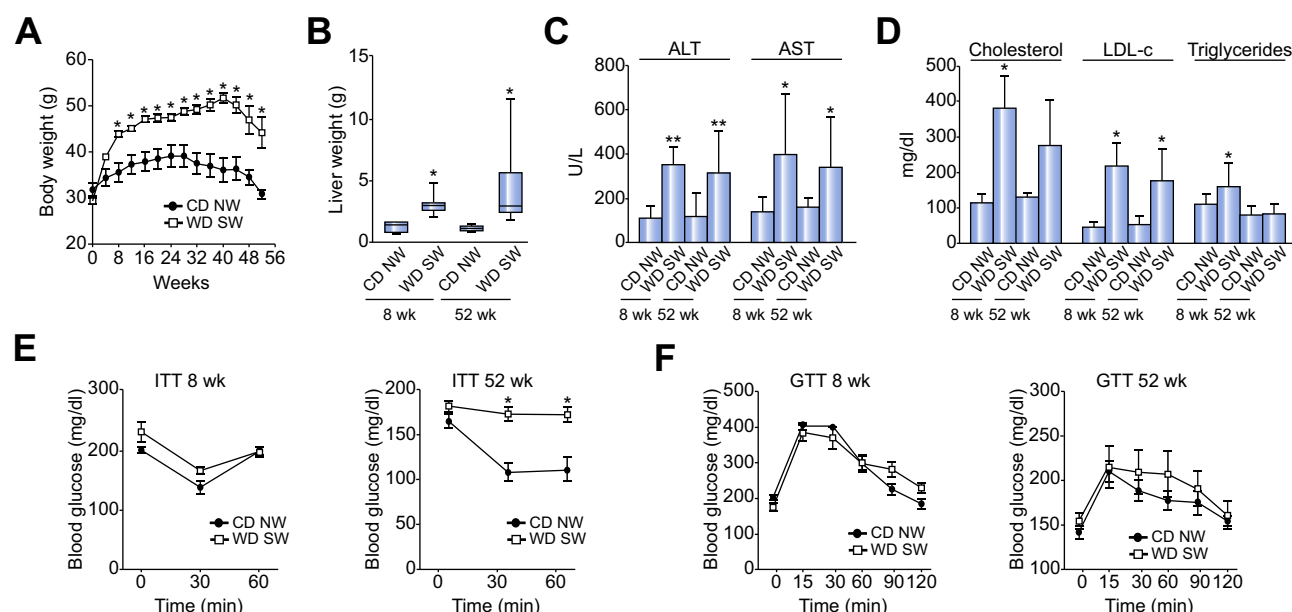 A
Body weight (g)
60
50
40
30
20
* * * * * * * * * * * *
CD NW
WD SW
0 8 16 24 32 40 48 56
Weeks
B
Liver weight (g)
15
10
5
0
*
*
CD NW WD SW CD NW WD SW
8 wk 52 wk
C
ALT AST
U/L
800
600
400
200
0
** ** * *
CD NW WD SW CD NW WD SW CD NW WD SW CD NW WD SW
8 wk 52 wk 8 wk 52 wk
D
Cholesterol LDL-c Triglycerides
mg/dl
500
400
300
200
100
0
* * * *
CD NW WD SW CD NW WD SW CD NW WD SW CD NW WD SW CD NW WD SW CD NW WD SW
8 wk 52 wk 8 wk 52 wk 8 wk 52 wk
E
ITT 8 wk
Blood glucose (mg/dl)
300
200
100
0
CD NW
WD SW
0 30 60
Time (min)
ITT 52 wk
Blood glucose (mg/dl)
200
150
100
50
0
* *
CD NW
WD SW
0 30 60
Time (min)
F
GTT 8 wk
Blood glucose (mg/dl)
500
400
300
200
100
0
CD NW
WD SW
0 15 30 60 90 120
Time (min)
GTT 52 wk
Blood glucose (mg/dl)
300
250
200
150
100
CD NW
WD SW
0 15 30 60 90 120
Time (min)